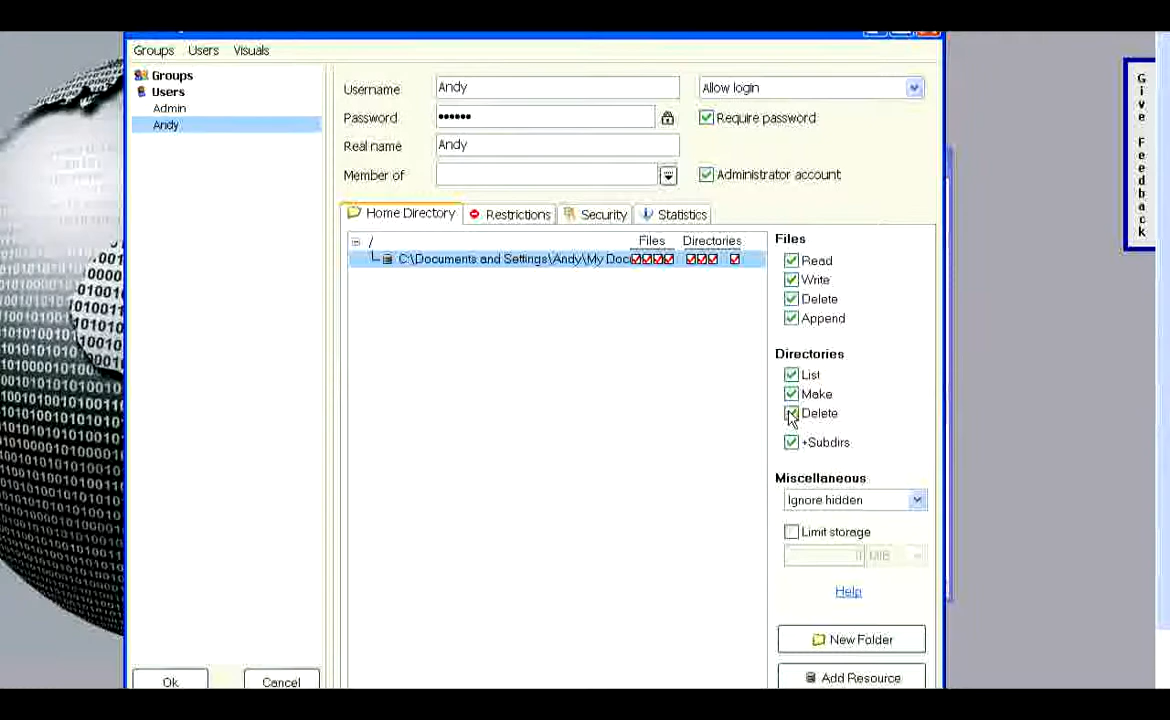 Groups Users Visuals
Groups
Users
Admin
Andy
Username Andy Allow login
Password •••••• Require password
Real name Andy
Member of Administrator account
Home Directory Restrictions Security Statistics
/ Files Directories
C:\Documents and Settings\Andy\My Doc
Files
Read
Write
Delete
Append
Directories
List
Make
Delete
+Subdirs
Miscellaneous
Ignore hidden
Limit storage
Help
New Folder
Add Resource
Ok Cancel
Give Feedback